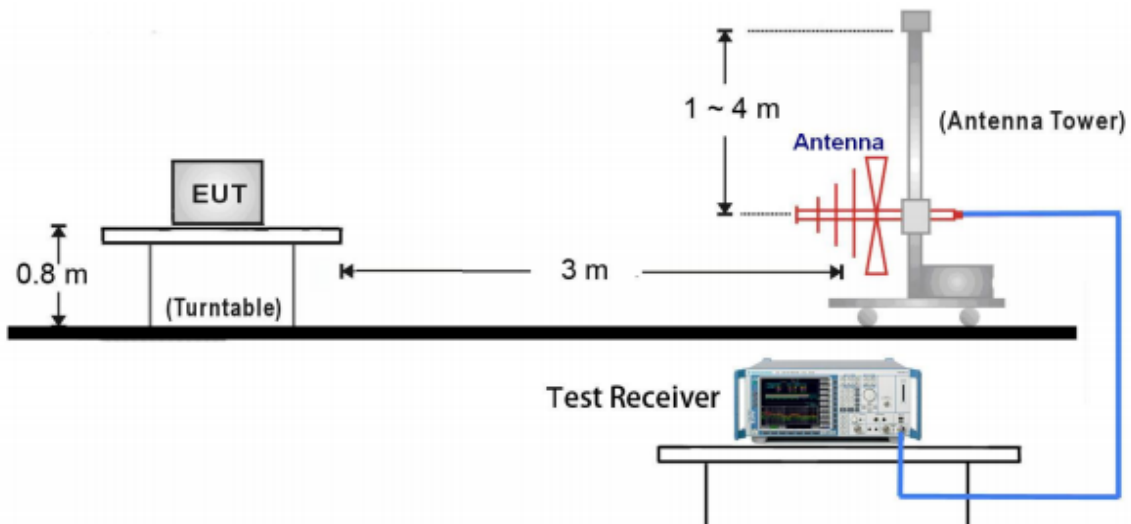 1 ~ 4 m
(Antenna Tower)
Antenna
EUT
0.8 m
3 m
(Turntable)
Test Receiver